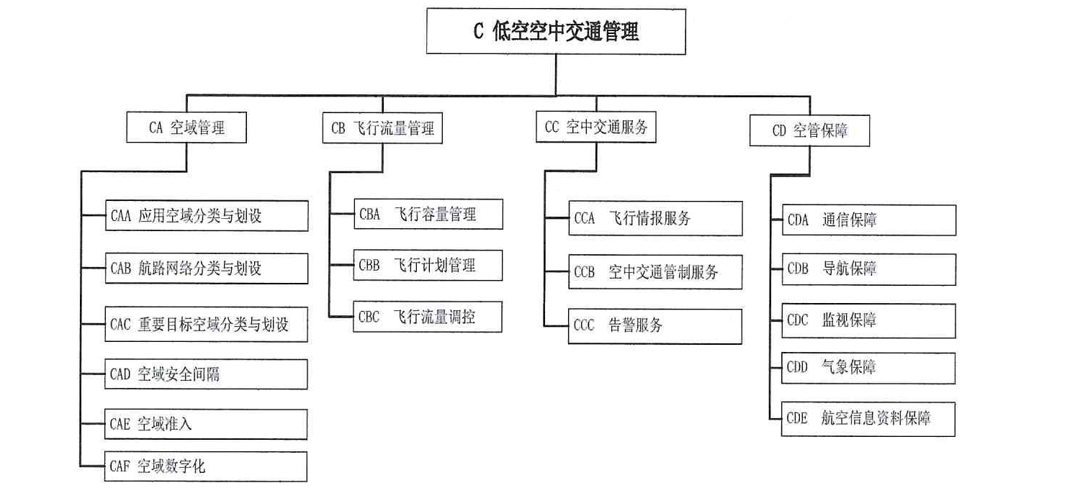 C 低空空中交通管理
CA 空域管理
CB 飞行流量管理
CC 空中交通服务
CD 空管保障
CAA 应用空域分类与划设
CAB 航路网络分类与划设
CAC 重要目标空域分类与划设
CAD 空域安全间隔
CAE 空域准入
CAF 空域数字化
CBA 飞行容量管理
CBB 飞行计划管理
CBC 飞行流量调控
CCA 飞行情报服务
CCB 空中交通管制服务
CCC 告警服务
CDA 通信保障
CDB 导航保障
CDC 监视保障
CDD 气象保障
CDE 航空信息资料保障